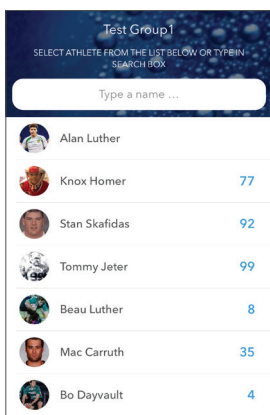 Test Group1
SELECT ATHLETE FROM THE LIST BELOW OR TYPE IN
SEARCH BOX
Type a name ...
Alan Luther
Knox Homer 77
Stan Skafidas 92
Tommy Jeter 99
Beau Luther 8
Mac Carruth 35
Bo Dayvault 4